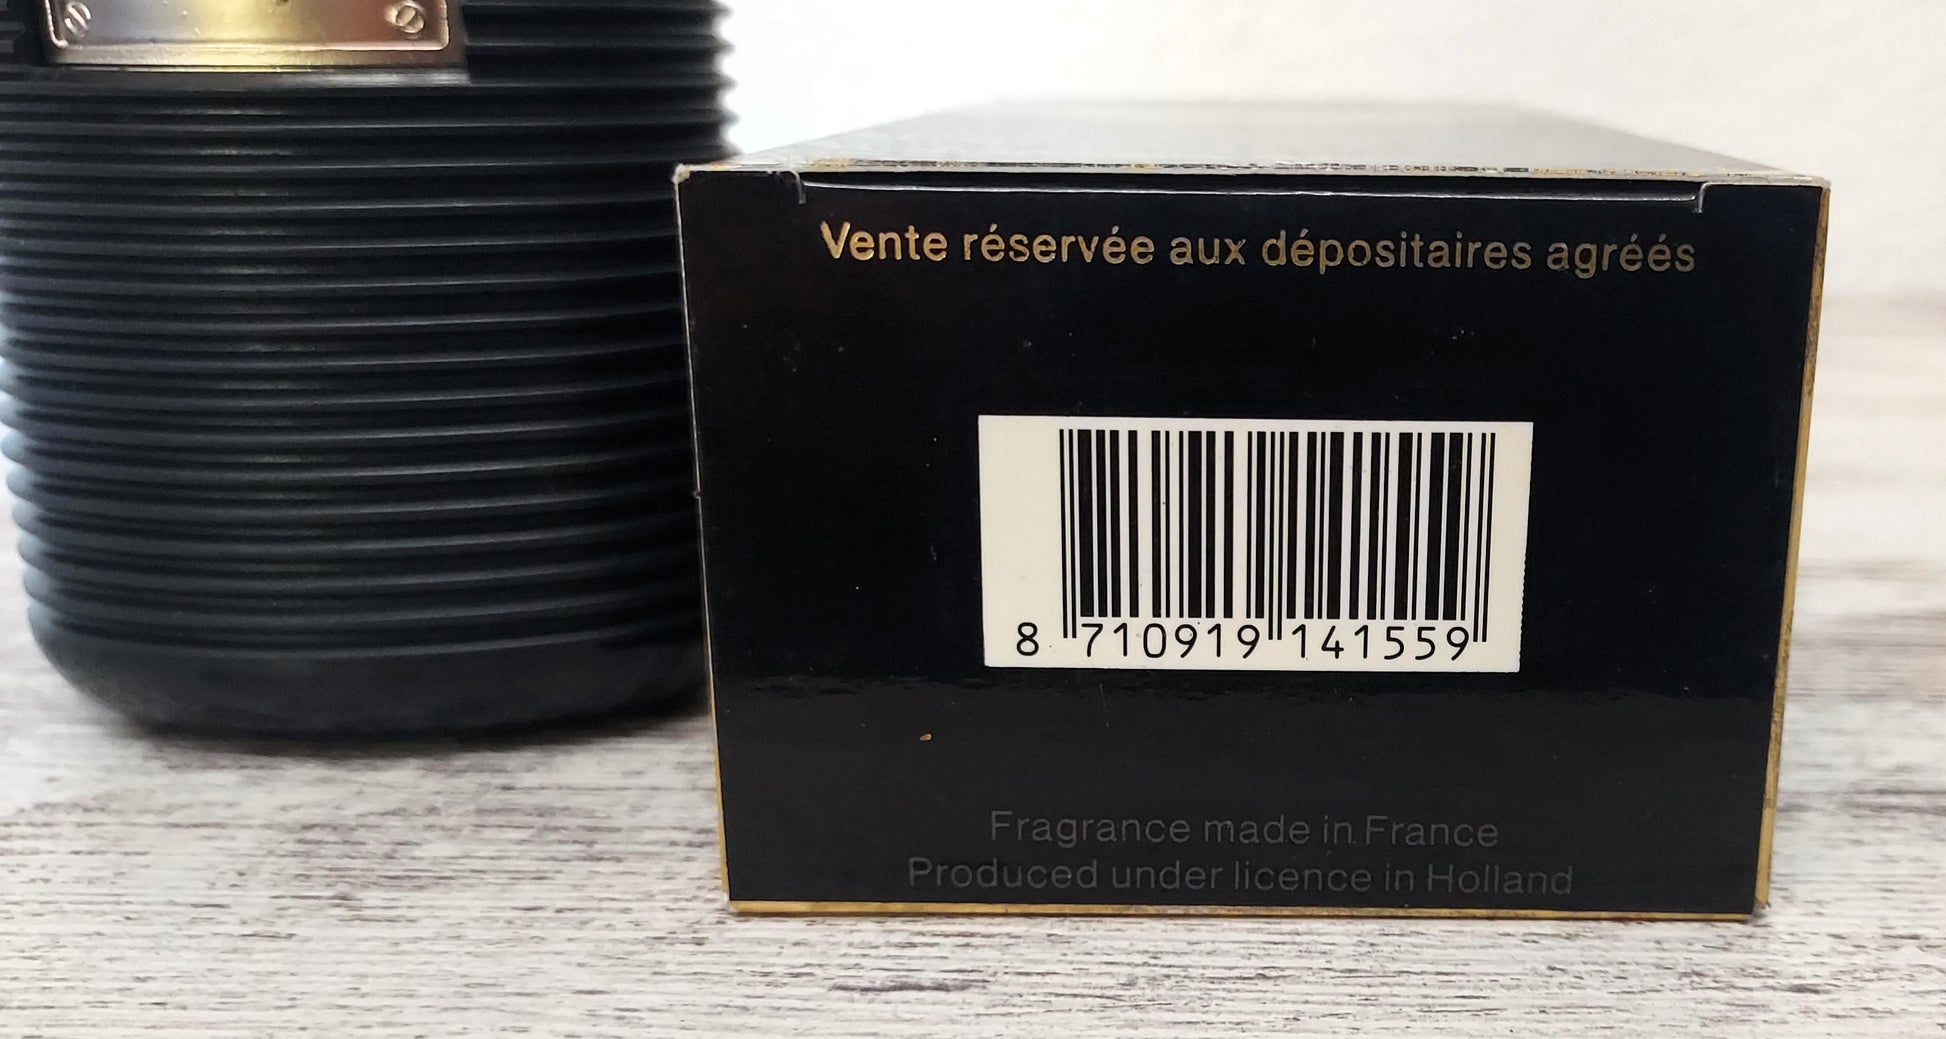 Vente réservée aux dépositaires agréés
8 710919 141559
Fragrance made in France
Produced under licence in Holland